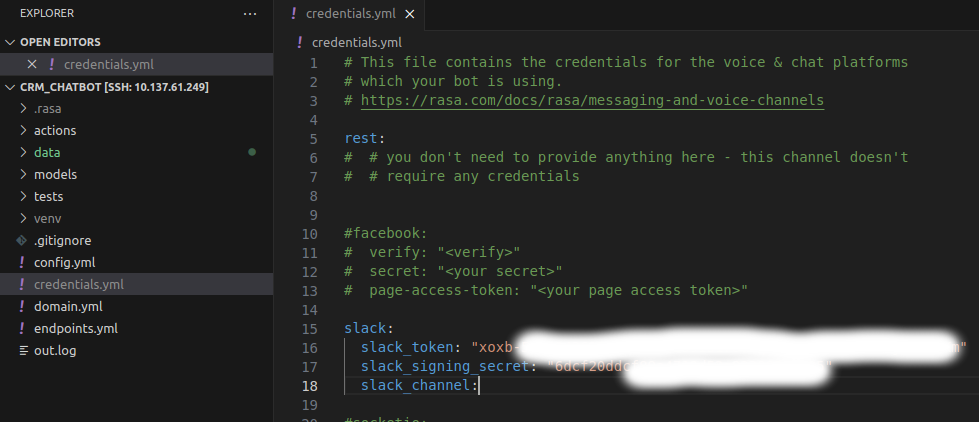 EXPLORER
...
OPEN EDITORS
credentials.yml
CRM_CHATBOT [SSH: 10.137.61.249]
.rasa
actions
data
models
tests
venv
.gitignore
config.yml
credentials.yml
domain.yml
endpoints.yml
out.log
credentials.yml
credentials.yml
1 # This file contains the credentials for the voice & chat platforms
2 # which your bot is using.
3 # https://rasa.com/docs/rasa/messaging-and-voice-channels
4
5 rest:
6 #  # you don't need to provide anything here - this channel doesn't
7 #  # require any credentials
8
9
10 #facebook:
11 #  verify: "<verify>"
12 #  secret: "<your secret>"
13 #  page-access-token: "<your page access token>"
14
15 slack:
16   slack_token: "xoxb-
17   slack_signing_secret: "6dcf20dd
18   slack_channel:
19